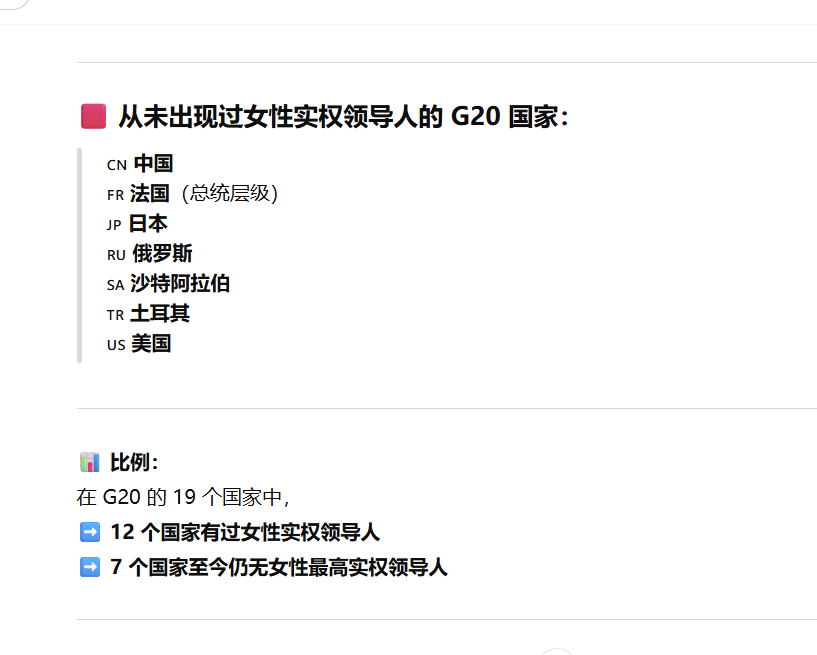 从未出现过女性实权领导人的 G20 国家：
CN 中国
FR 法国（总统层级）
JP 日本
RU 俄罗斯
SA 沙特阿拉伯
TR 土耳其
US 美国
比例：
在 G20 的 19 个国家中，
12 个国家有过女性实权领导人
7 个国家至今仍无女性最高实权领导人